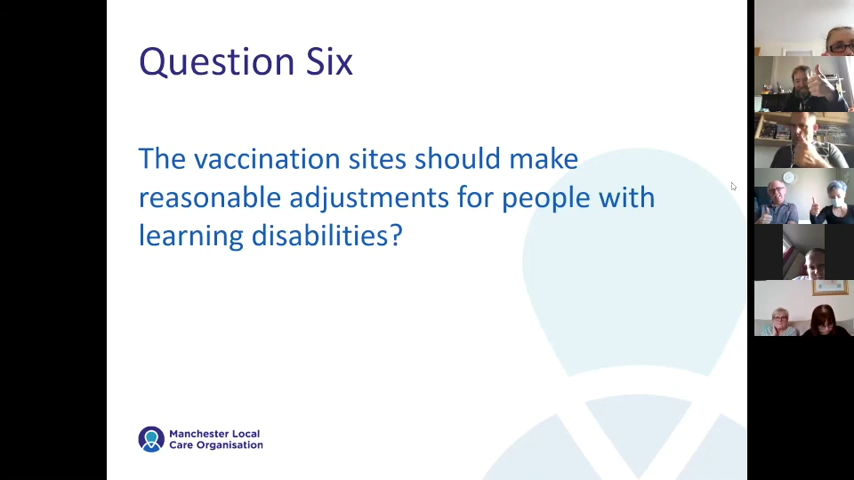 Question Six
The vaccination sites should make
reasonable adjustments for people with
learning disabilities?
Manchester Local
Care Organisation